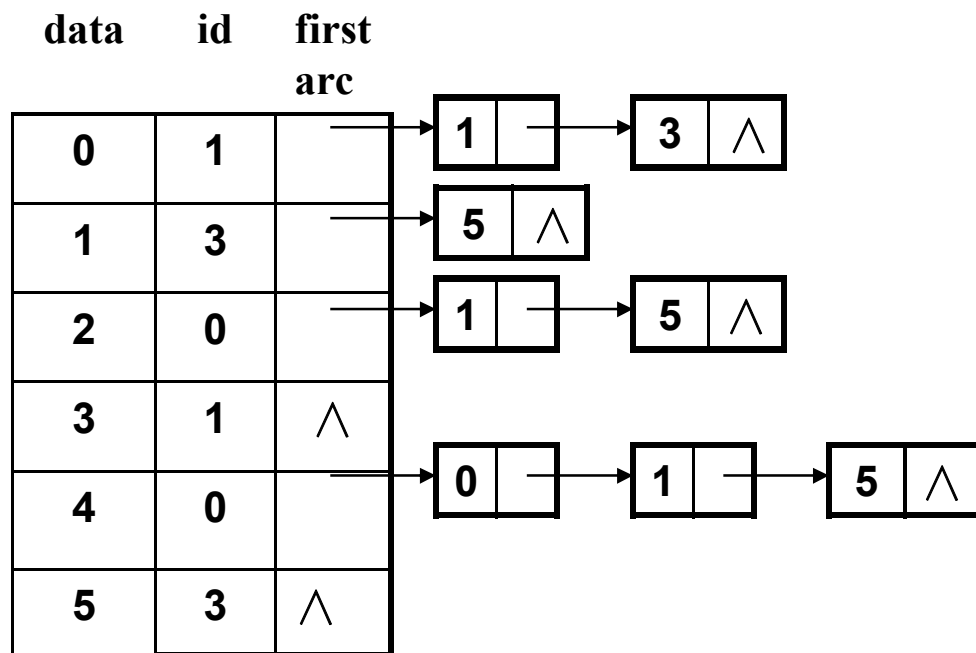 data id first
arc
0 1 1 3 ∧
1 3 5 ∧
2 0 1 5 ∧
3 1 ∧
4 0 0 1 5 ∧
5 3 ∧